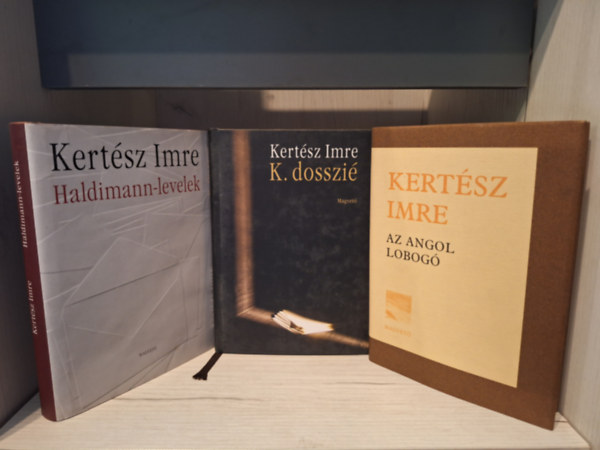 Haldimann-levelek
Kertész Imre
Kertész Imre
Haldimann-levelek
Kertész Imre
K. dosszié
Magvető
KERTÉSZ
IMRE
AZ ANGOL
LOBOGÓ